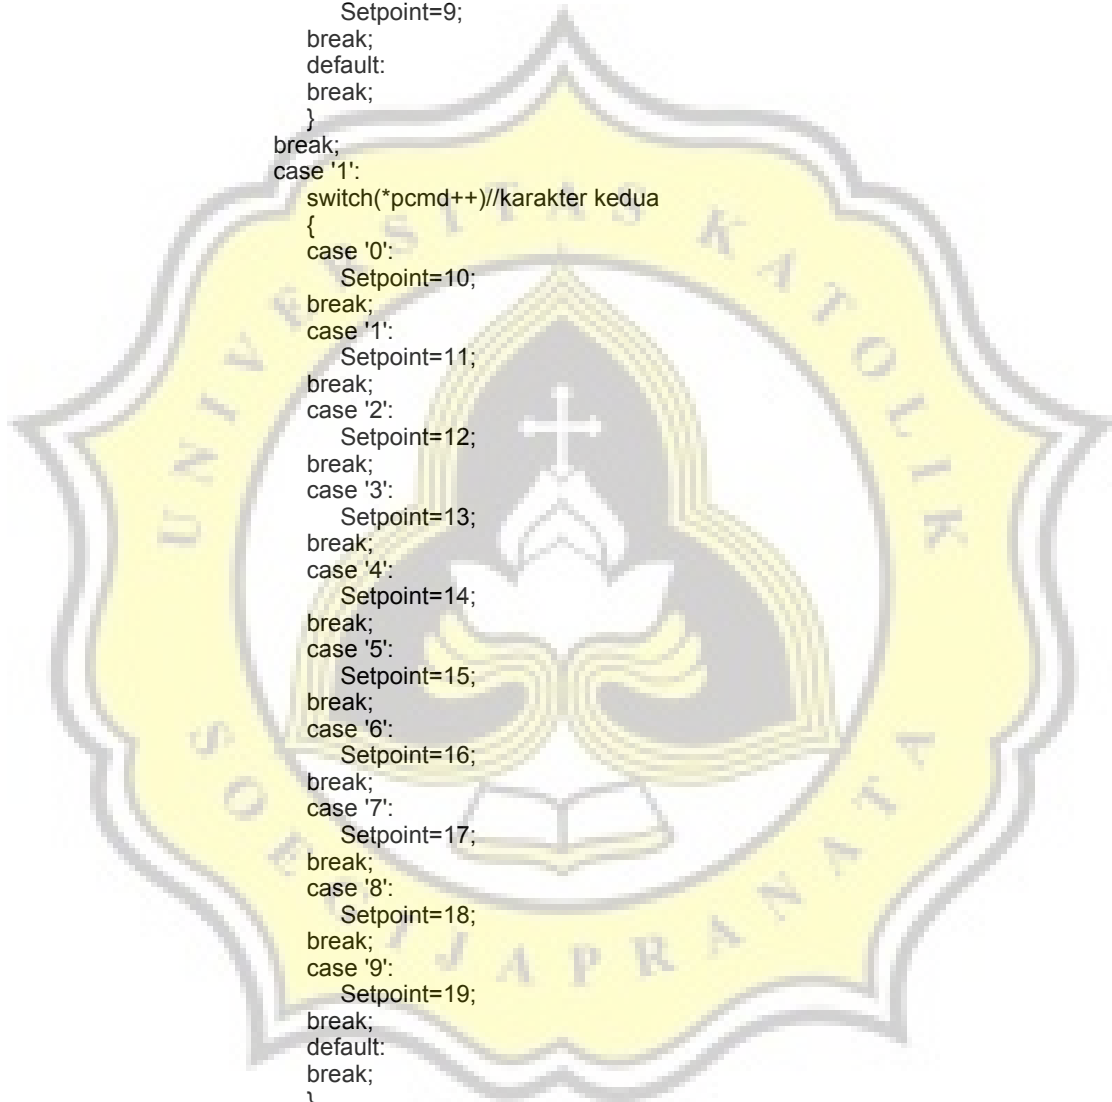 Setpoint=9;
break;
default:
break;
}
break;
case '1':
switch(*pcmd++)//karakter kedua
{
case '0':
Setpoint=10;
break;
case '1':
Setpoint=11;
break;
case '2':
Setpoint=12;
break;
case '3':
Setpoint=13;
break;
case '4':
Setpoint=14;
break;
case '5':
Setpoint=15;
break;
case '6':
Setpoint=16;
break;
case '7':
Setpoint=17;
break;
case '8':
Setpoint=18;
break;
case '9':
Setpoint=19;
break;
default:
break;
}
UNIVERSITAS KATOLIK
SOEGIJAPRANATA